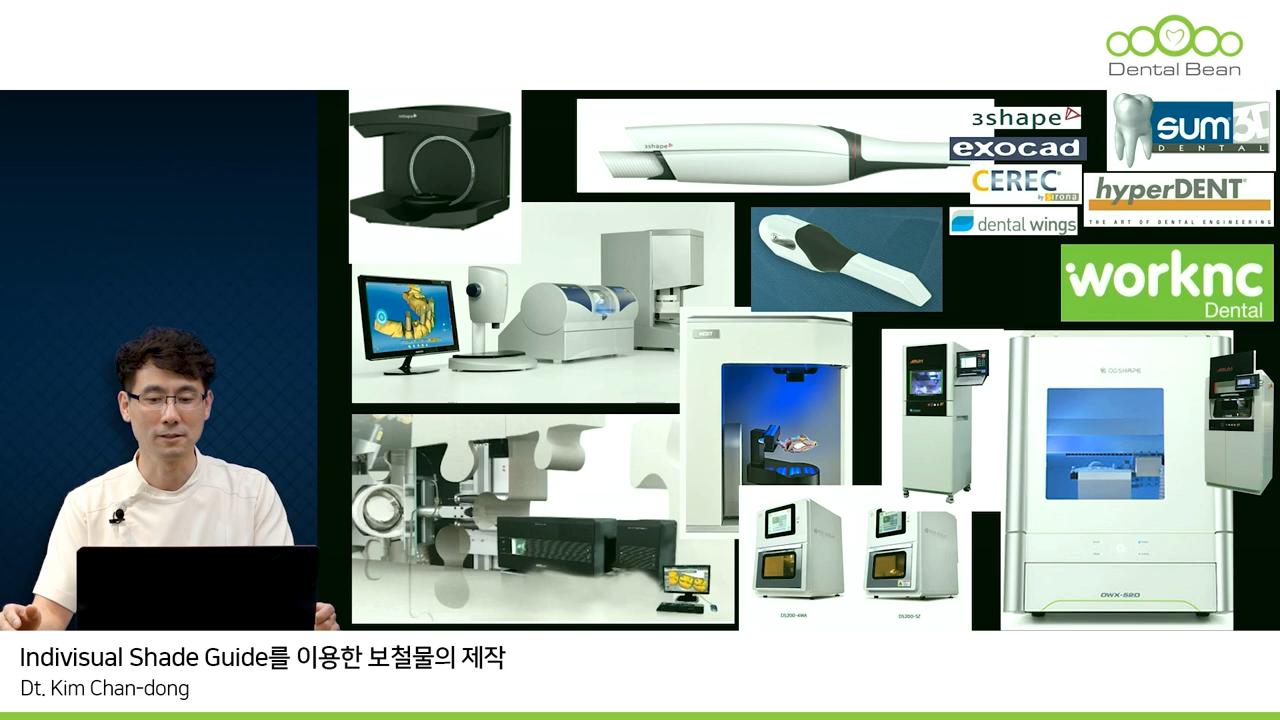 Dental Bean
3shape
3shape
exocad
CEREC
by sirona
dental wings
sum3D
DENTAL
hyperDENT
THE ART OF DENTAL ENGINEERING
worknc
Dental
DGSHAPE
DWX-52D
DS200-4WA
DS200-5Z
Indivisual Shade Guide를 이용한 보철물의 제작
Dt. Kim Chan-dong